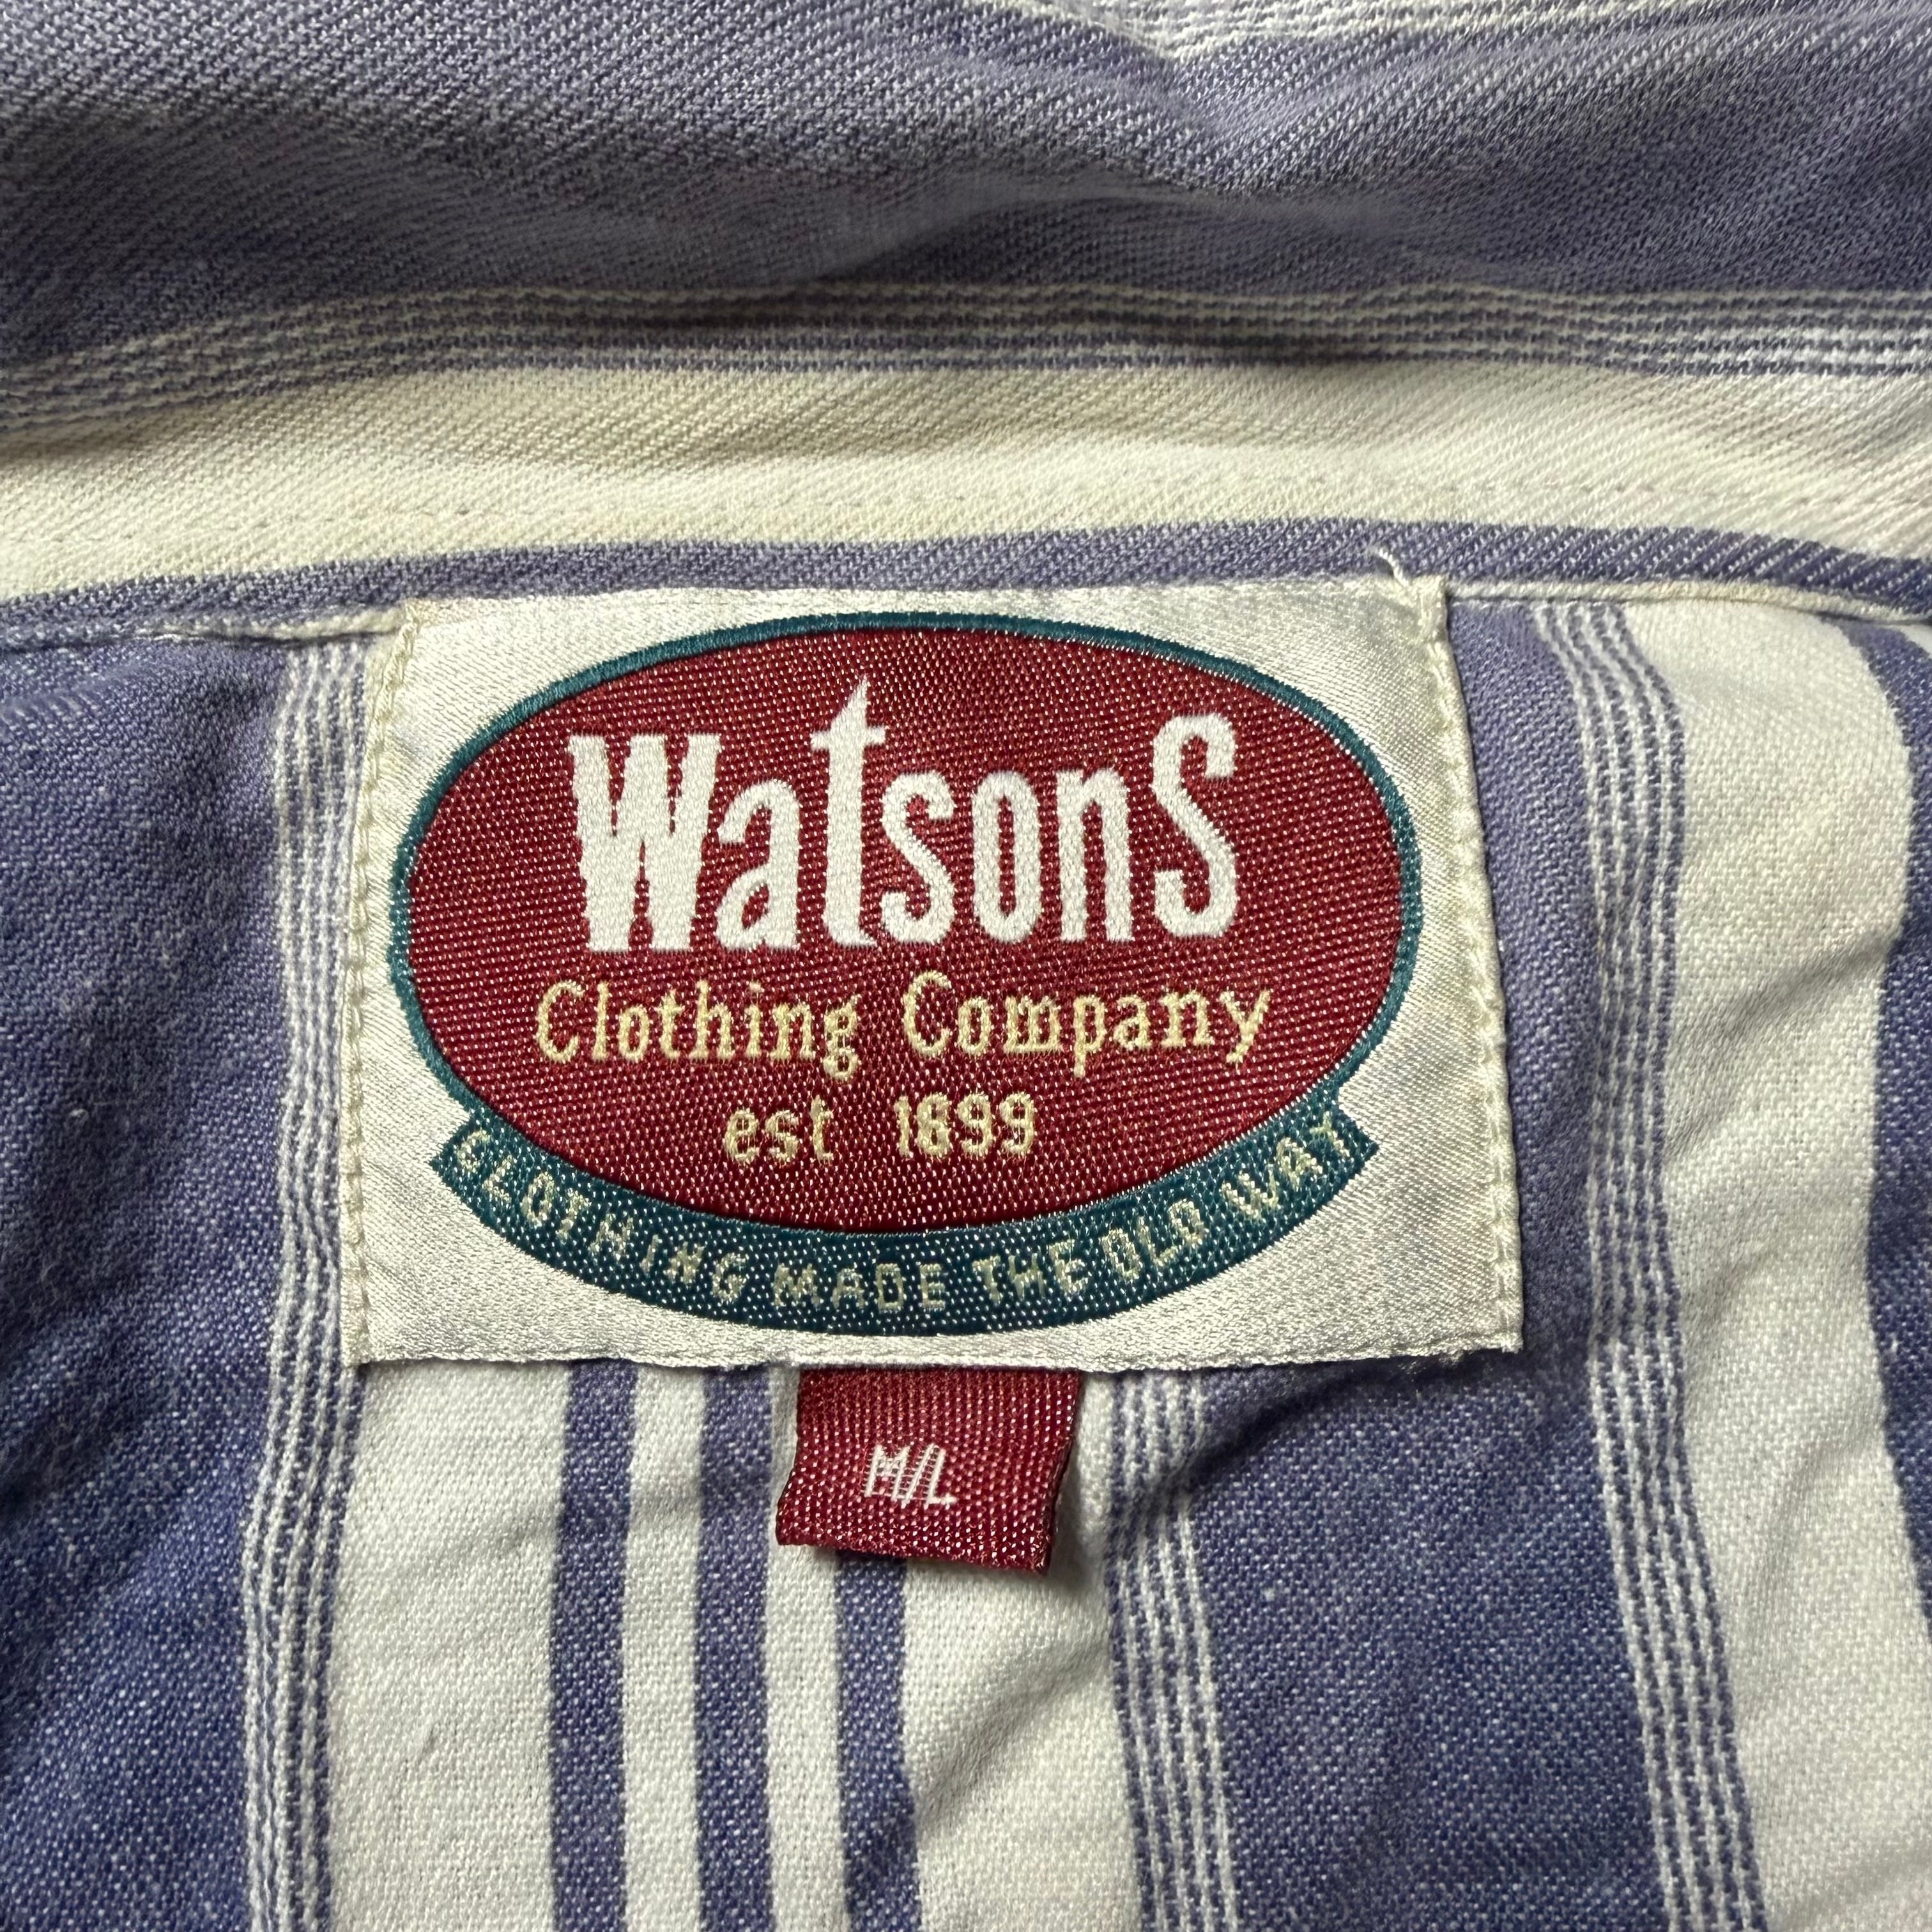 Watsons
Clothing Company
est 1899
CLOTHING MADE THE OLD WAY
M/L